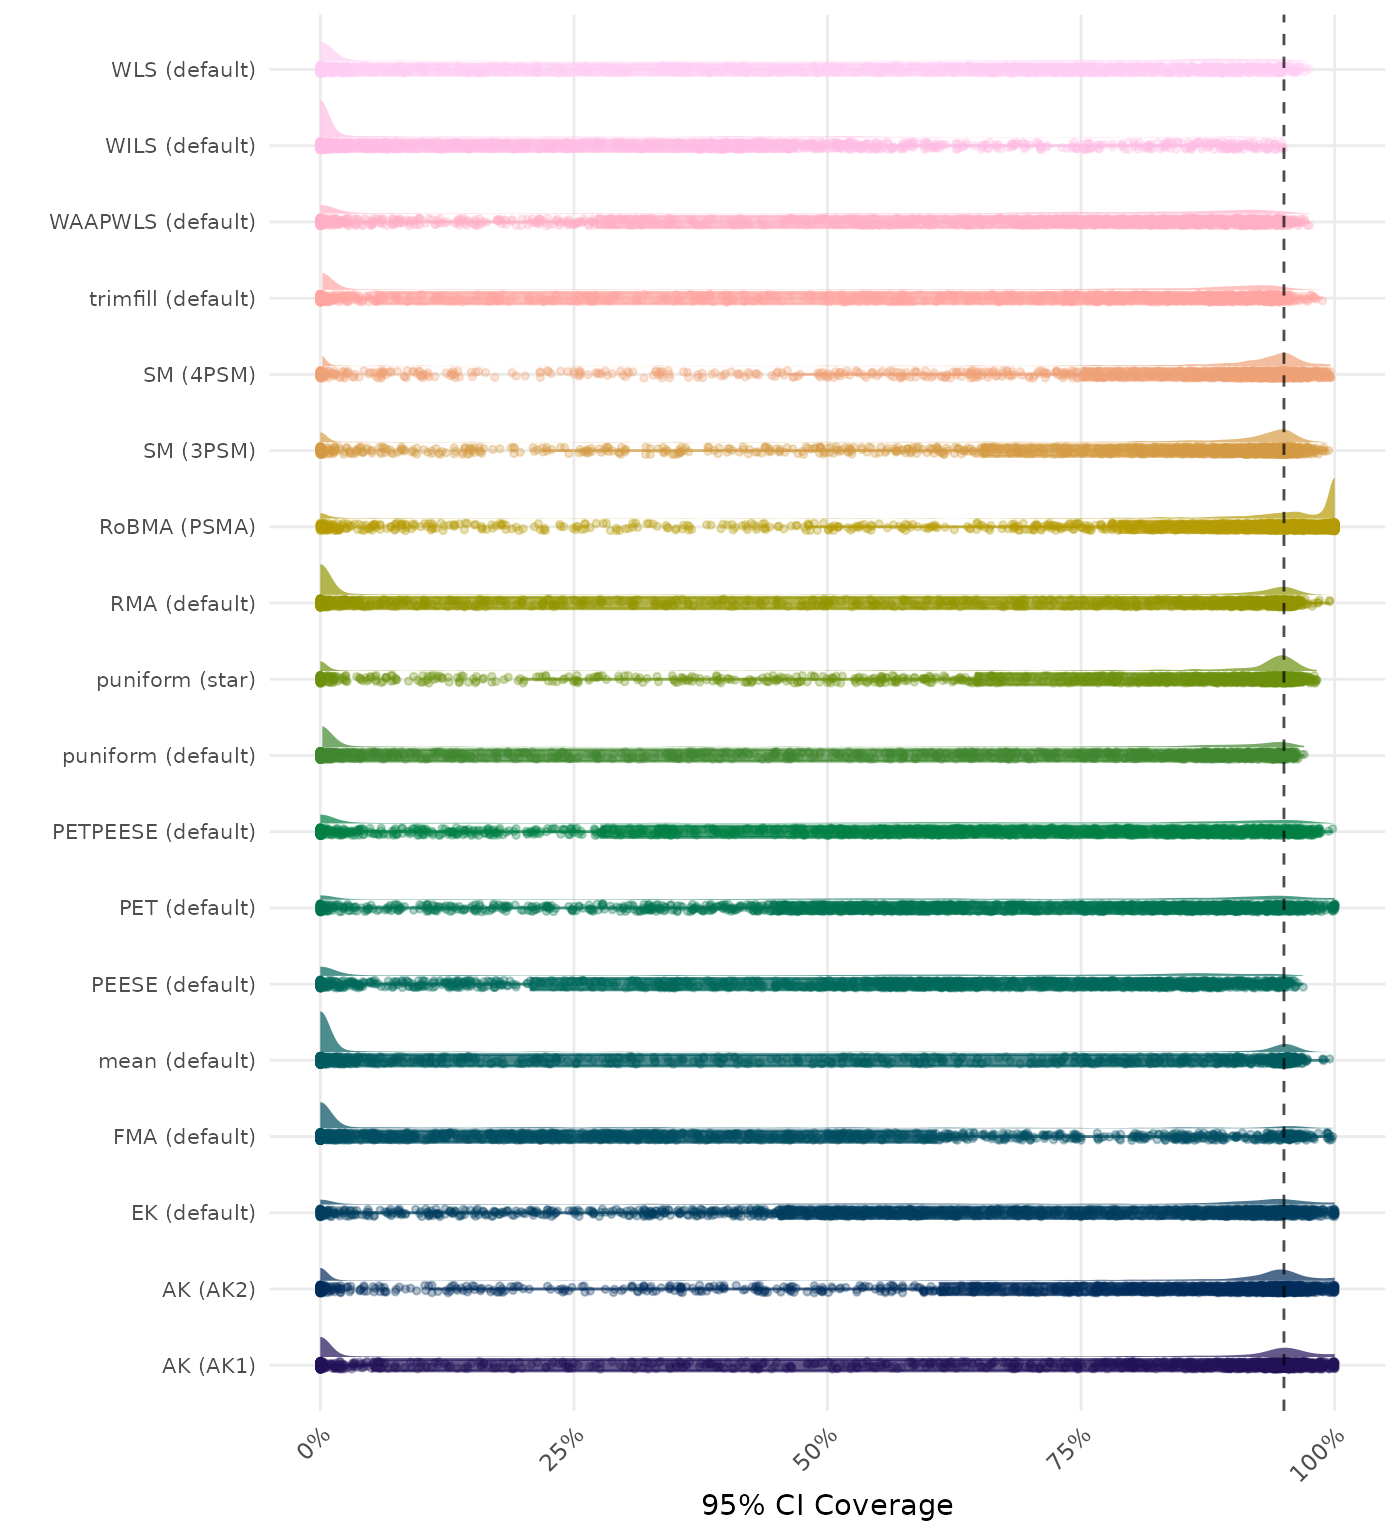 WLS (default)
WILS (default)
WAAPWLS (default)
trimfill (default)
SM (4PSM)
SM (3PSM)
RoBMA (PSMA)
RMA (default)
puniform (star)
puniform (default)
PETPEESE (default)
PET (default)
PEESE (default)
mean (default)
FMA (default)
EK (default)
AK (AK2)
AK (AK1)
0% 25% 50% 75% 100%
95% CI Coverage